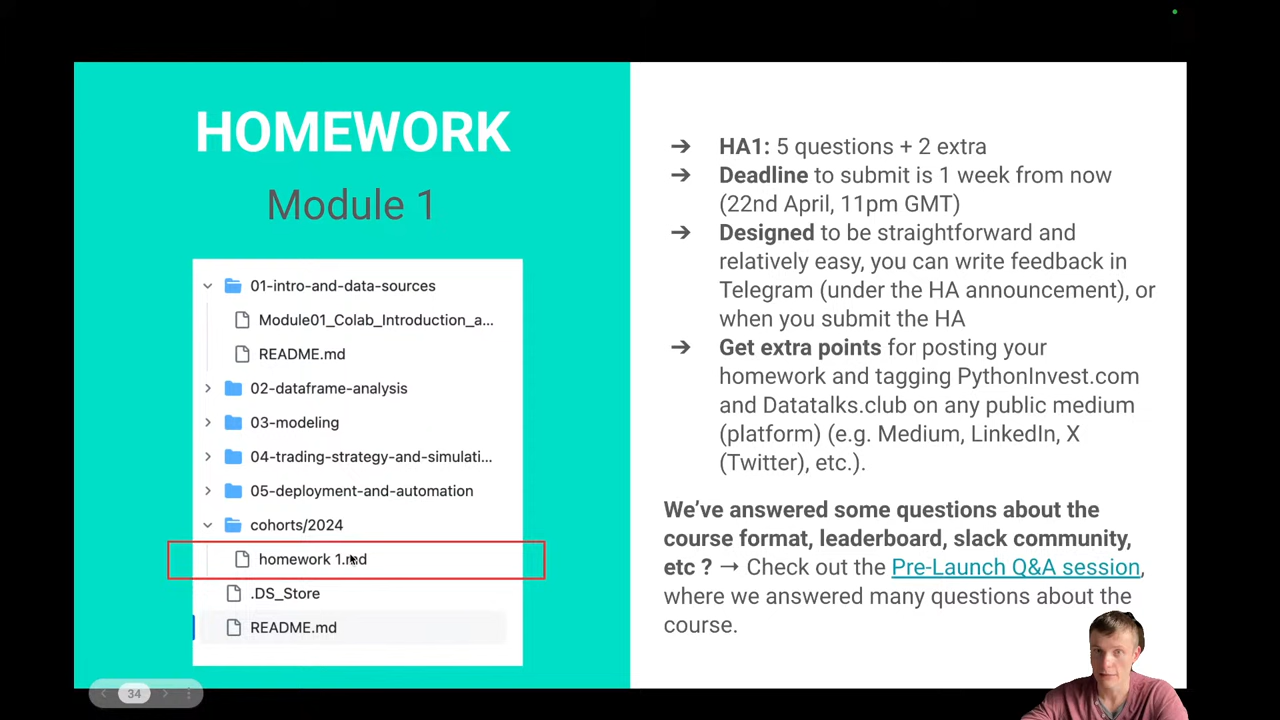 HOMEWORK
Module 1
01-intro-and-data-sources
Module01_Colab_Introduction_a...
README.md
02-dataframe-analysis
03-modeling
04-trading-strategy-and-simulati...
05-deployment-and-automation
cohorts/2024
homework 1.md
.DS_Store
README.md
34
➔ HA1: 5 questions + 2 extra
➔ Deadline to submit is 1 week from now
(22nd April, 11pm GMT)
➔ Designed to be straightforward and
relatively easy, you can write feedback in
Telegram (under the HA announcement), or
when you submit the HA
➔ Get extra points for posting your
homework and tagging PythonInvest.com
and Datatalks.club on any public medium
(platform) (e.g. Medium, LinkedIn, X
(Twitter), etc.).
We’ve answered some questions about the
course format, leaderboard, slack community,
etc ? → Check out the Pre-Launch Q&A session,
where we answered many questions about the
course.